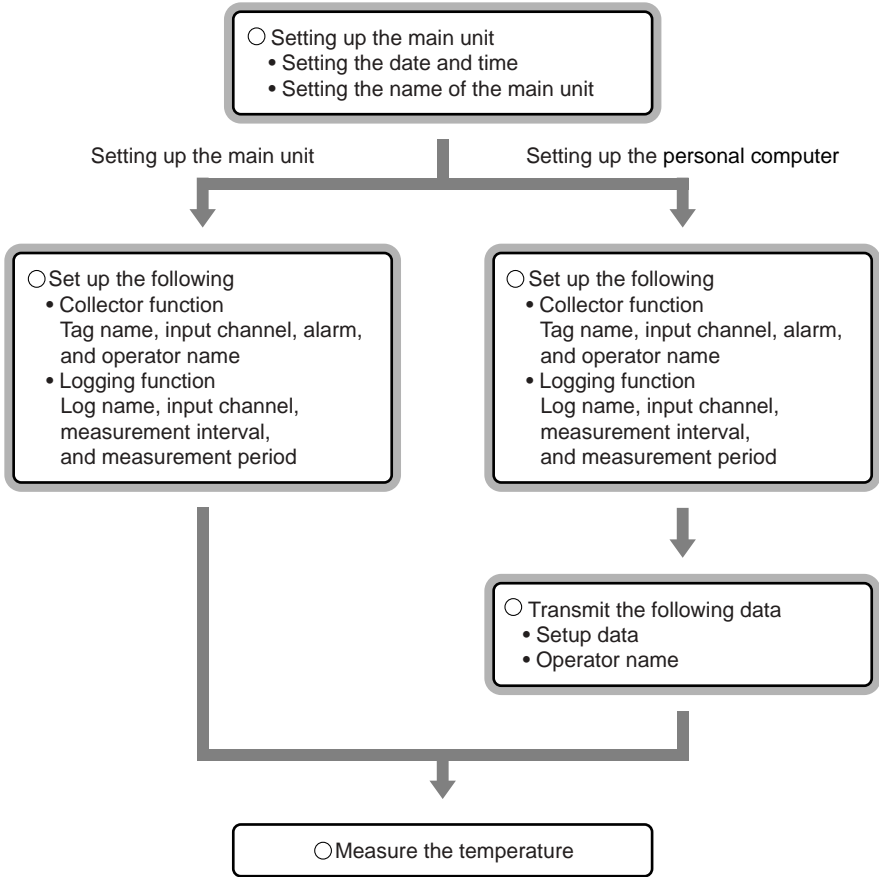 ○ Setting up the main unit
• Setting the date and time
• Setting the name of the main unit
Setting up the main unit
Setting up the personal computer
○ Set up the following
• Collector function
Tag name, input channel, alarm,
and operator name
• Logging function
Log name, input channel,
measurement interval,
and measurement period
○ Set up the following
• Collector function
Tag name, input channel, alarm,
and operator name
• Logging function
Log name, input channel,
measurement interval,
and measurement period
○ Transmit the following data
• Setup data
• Operator name
○ Measure the temperature